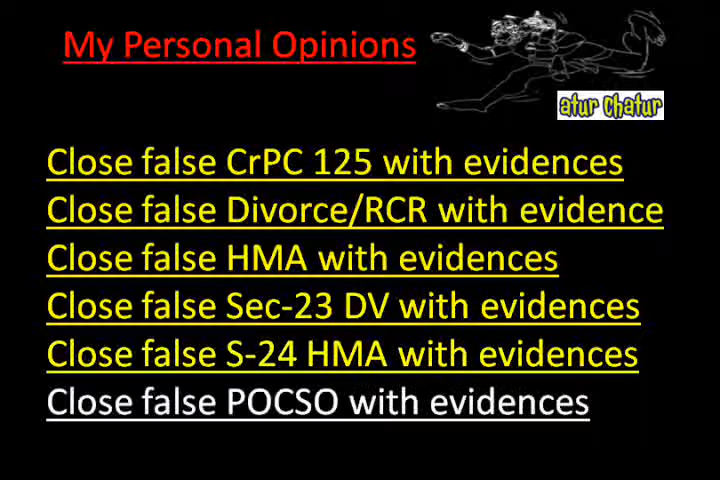 My Personal Opinions
atur Chatur
Close false CrPC 125 with evidences
Close false Divorce/RCR with evidence
Close false HMA with evidences
Close false Sec-23 DV with evidences
Close false S-24 HMA with evidences
Close false POCSO with evidences